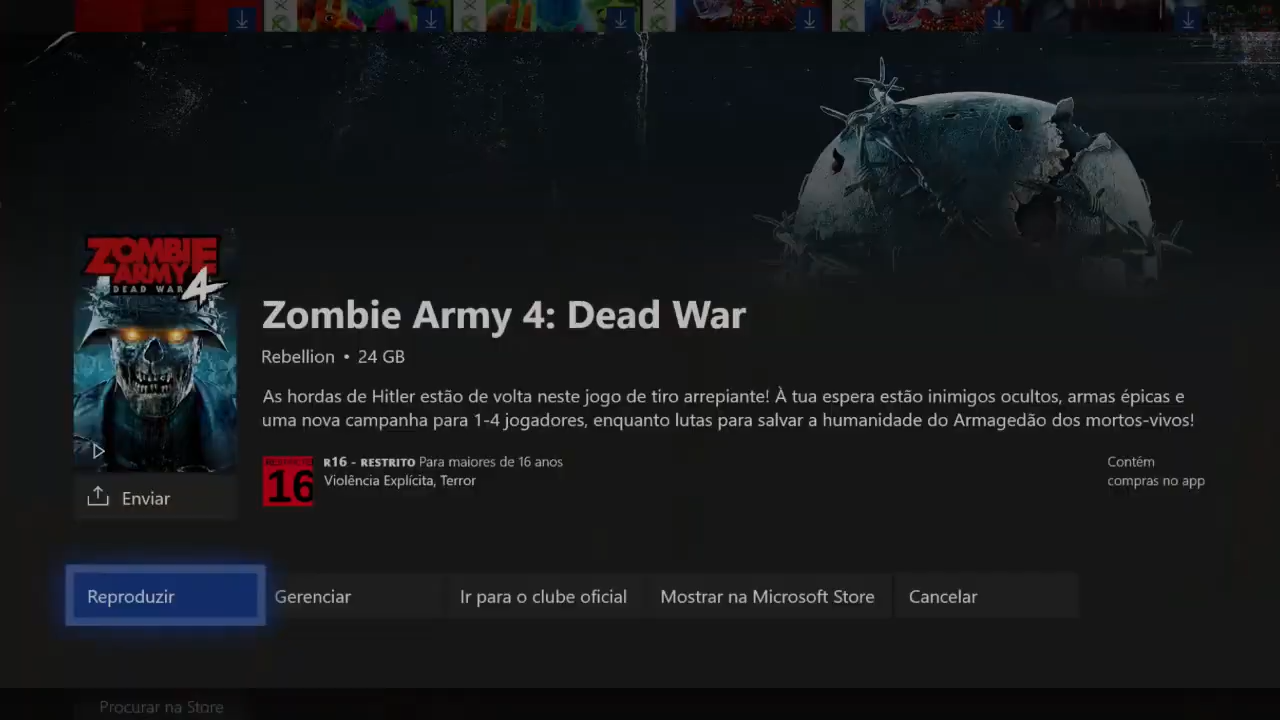 ZOMBIE
ARMY
DEAD WAR 4
Zombie Army 4: Dead War
Rebellion • 24 GB
As hordas de Hitler estão de volta neste jogo de tiro arrepiante! À tua espera estão inimigos ocultos, armas épicas e
uma nova campanha para 1-4 jogadores, enquanto lutas para salvar a humanidade do Armagedão dos mortos-vivos!
16
R16 - RESTRITO Para maiores de 16 anos
Violência Explícita, Terror
Contém
compras no app
Enviar
Reproduzir
Gerenciar
Ir para o clube oficial
Mostrar na Microsoft Store
Cancelar
Procurar na Store